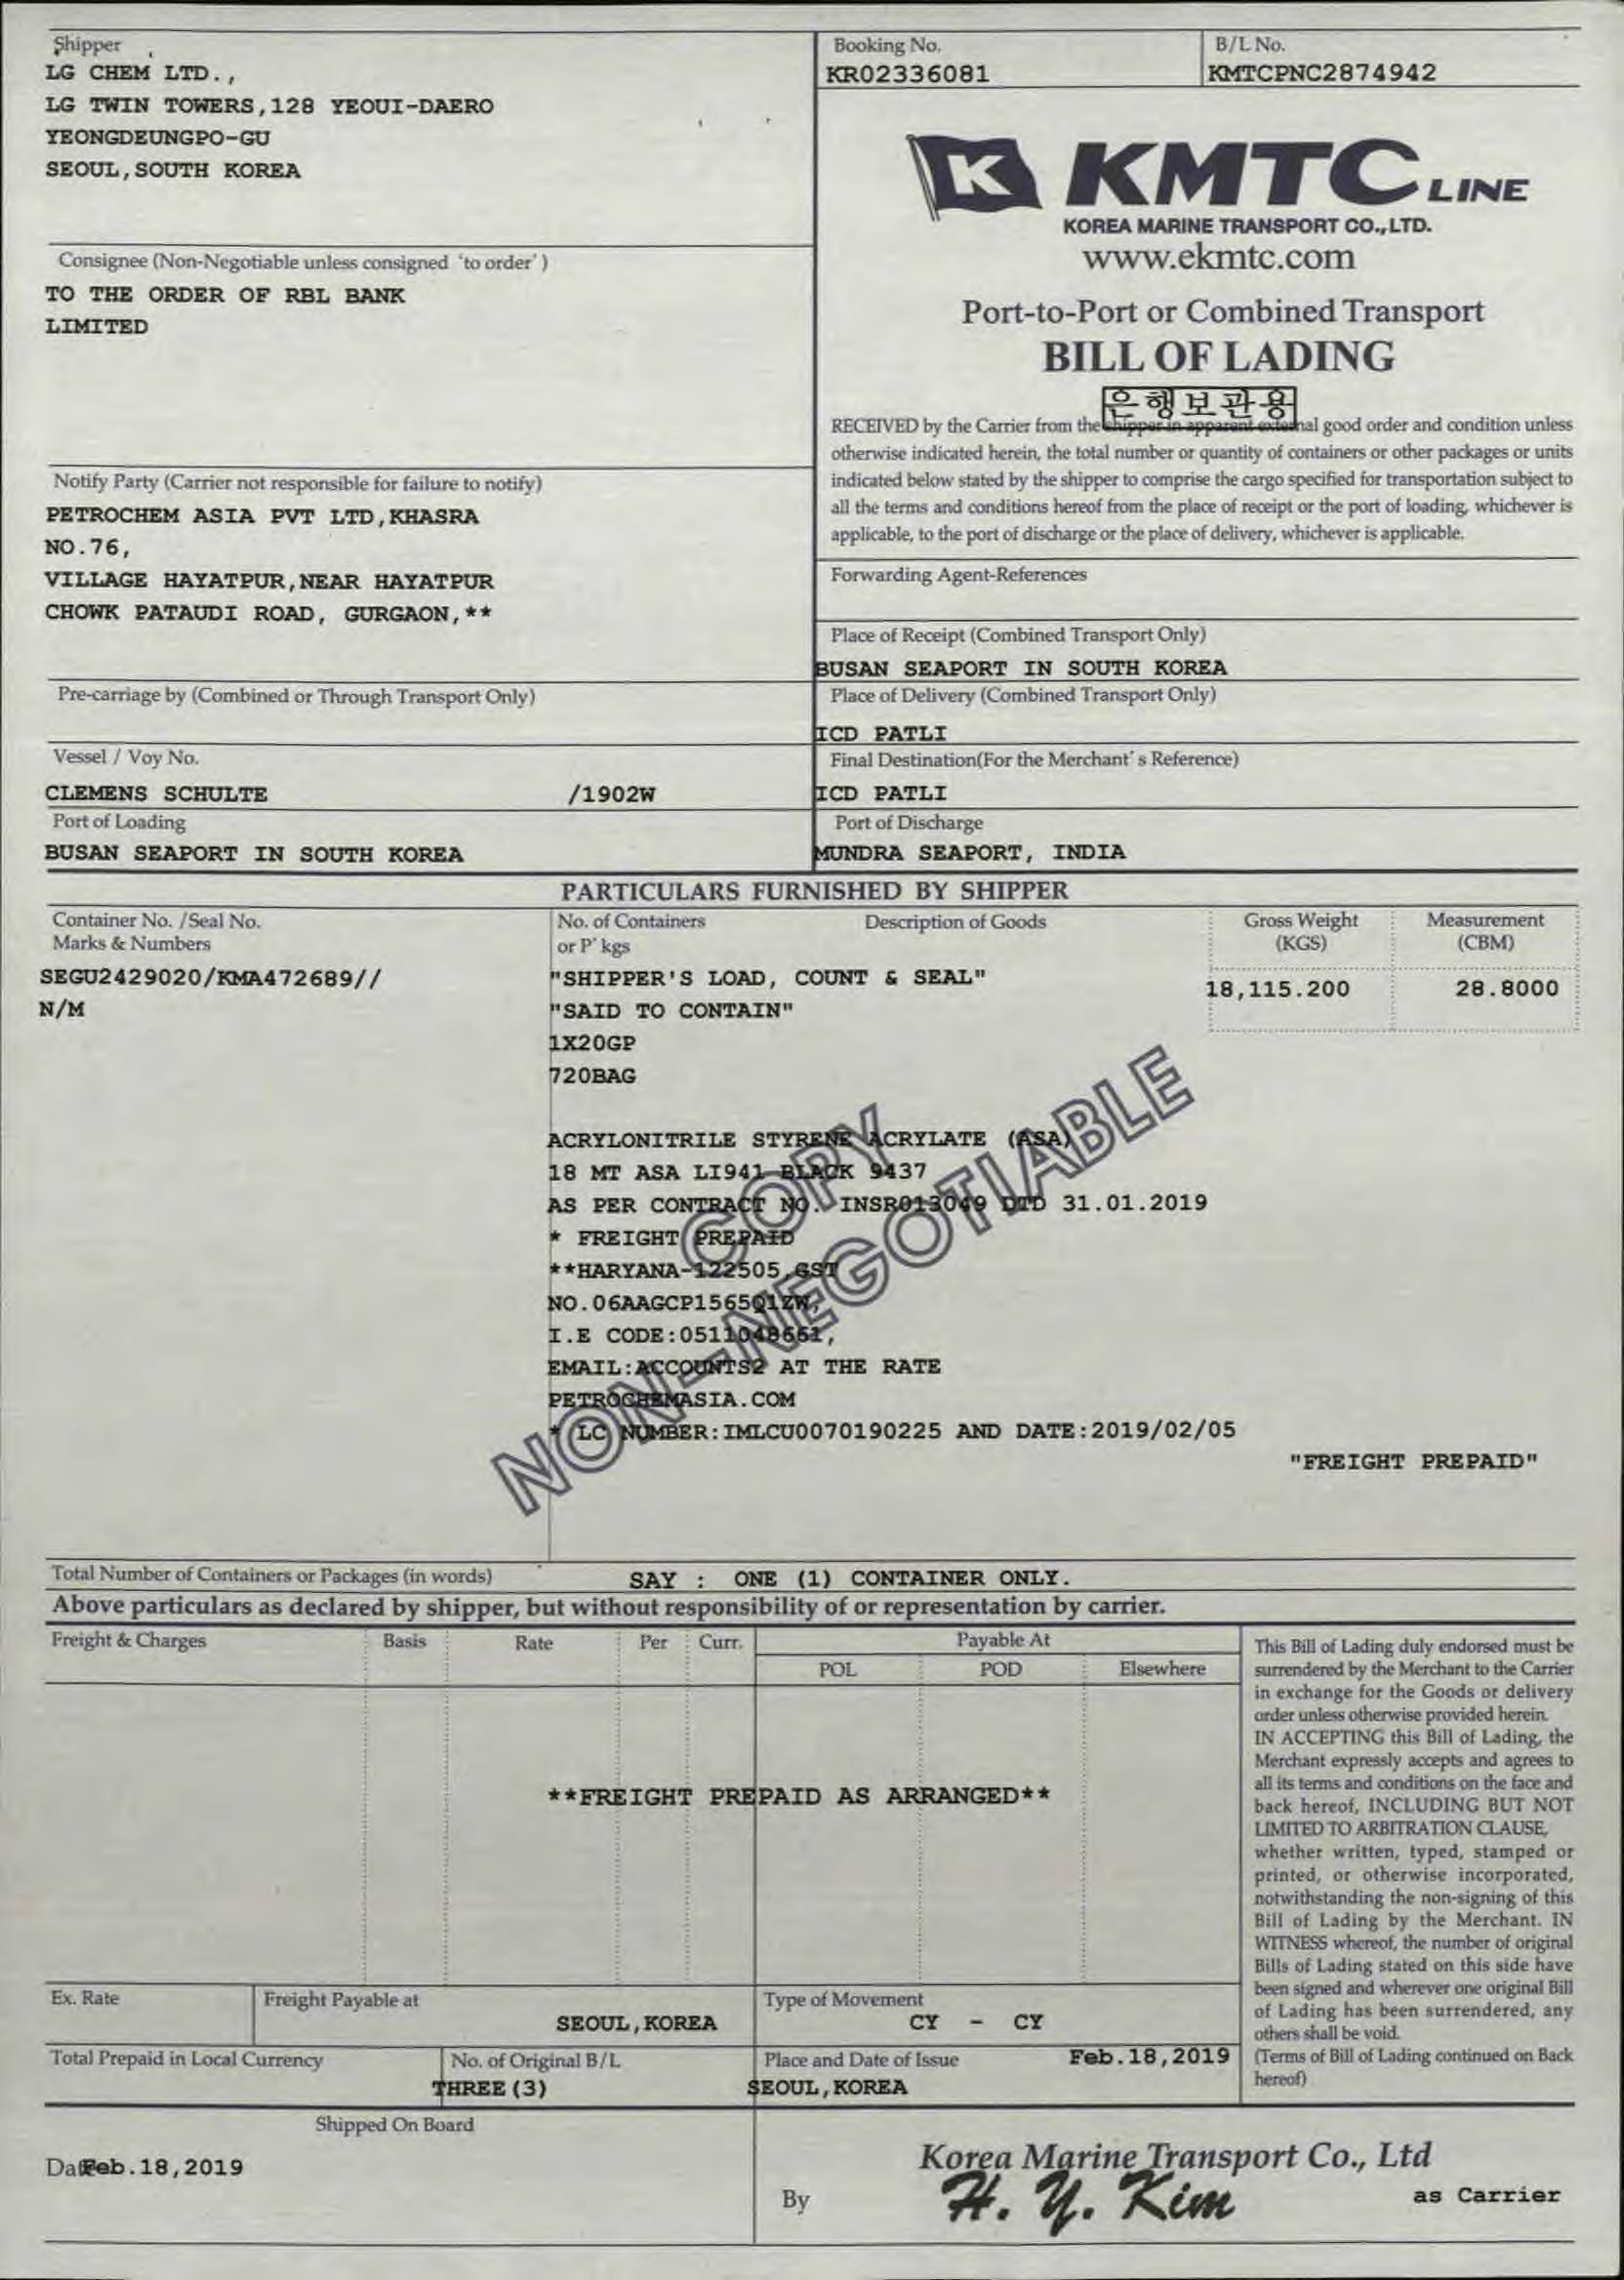 Shipper
LG CHEM LTD.,
LG TWIN TOWERS,128 YEOUI-DAERO
YEONGDEUNGPO-GU
SEOUL,SOUTH KOREA
Booking No.
KR02336081
B/L No.
KMTCPNC2874942
K KMTC LINE
KOREA MARINE TRANSPORT CO.,LTD.
www.ekmtc.com
Port-to-Port or Combined Transport
BILL OF LADING
은행보관용
RECEIVED by the Carrier from the shipper in apparent external good order and condition unless
otherwise indicated herein, the total number or quantity of containers or other packages or units
indicated below stated by the shipper to comprise the cargo specified for transportation subject to
all the terms and conditions hereof from the place of receipt or the port of loading, whichever is
applicable, to the port of discharge or the place of delivery, whichever is applicable.
Consignee (Non-Negotiable unless consigned 'to order')
TO THE ORDER OF RBL BANK
LIMITED
Notify Party (Carrier not responsible for failure to notify)
PETROCHEM ASIA PVT LTD,KHASRA
NO.76,
VILLAGE HAYATPUR,NEAR HAYATPUR
CHOWK PATAUDI ROAD, GURGAON,**
Forwarding Agent-References
Place of Receipt (Combined Transport Only)
BUSAN SEAPORT IN SOUTH KOREA
Pre-carriage by (Combined or Through Transport Only)
Place of Delivery (Combined Transport Only)
ICD PATLI
Vessel / Voy No.
CLEMENS SCHULTE /1902W
Final Destination(For the Merchant's Reference)
ICD PATLI
Port of Loading
BUSAN SEAPORT IN SOUTH KOREA
Port of Discharge
MUNDRA SEAPORT, INDIA
PARTICULARS FURNISHED BY SHIPPER
Container No. /Seal No.
Marks & Numbers
No. of Containers
or P'kgs
Description of Goods
Gross Weight
(KGS)
Measurement
(CBM)
SEGU2429020/KMA472689//
N/M
"SHIPPER'S LOAD, COUNT & SEAL"
"SAID TO CONTAIN"
1X20GP
720BAG
18,115.200
28.8000
ACRYLONITRILE STYRENE ACRYLATE (ASA)
18 MT ASA LI941 BLACK 9437
AS PER CONTRACT NO. INSR013049 DTD 31.01.2019
* FREIGHT PREPAID
**HARYANA-122505,GST
NO.06AAGCP1565Q1ZW,
I.E CODE:0511048661,
EMAIL:ACCOUNTS2 AT THE RATE
PETROCHEMASIA.COM
* LC NUMBER:IMLCU0070190225 AND DATE:2019/02/05
"FREIGHT PREPAID"
COPY
NON-NEGOTIABLE
Total Number of Containers or Packages (in words)
SAY : ONE (1) CONTAINER ONLY.
Above particulars as declared by shipper, but without responsibility of or representation by carrier.
Freight & Charges
Basis
Rate
Per
Curr.
Payable At
POL
POD
Elsewhere
**FREIGHT PREPAID AS ARRANGED**
This Bill of Lading duly endorsed must be
surrendered by the Merchant to the Carrier
in exchange for the Goods or delivery
order unless otherwise provided herein.
IN ACCEPTING this Bill of Lading, the
Merchant expressly accepts and agrees to
all its terms and conditions on the face and
back hereof, INCLUDING BUT NOT
LIMITED TO ARBITRATION CLAUSE,
whether written, typed, stamped or
printed, or otherwise incorporated,
notwithstanding the non-signing of this
Bill of Lading by the Merchant. IN
WITNESS whereof, the number of original
Bills of Lading stated on this side have
been signed and wherever one original Bill
of Lading has been surrendered, any
others shall be void.
(Terms of Bill of Lading continued on Back
hereof)
Ex. Rate
Freight Payable at
SEOUL,KOREA
Type of Movement
CY - CY
Total Prepaid in Local Currency
No. of Original B/L
THREE(3)
Place and Date of Issue
Feb.18,2019
SEOUL,KOREA
Shipped On Board
Date Feb.18,2019
Korea Marine Transport Co., Ltd
By
H. Y. Kim
as Carrier